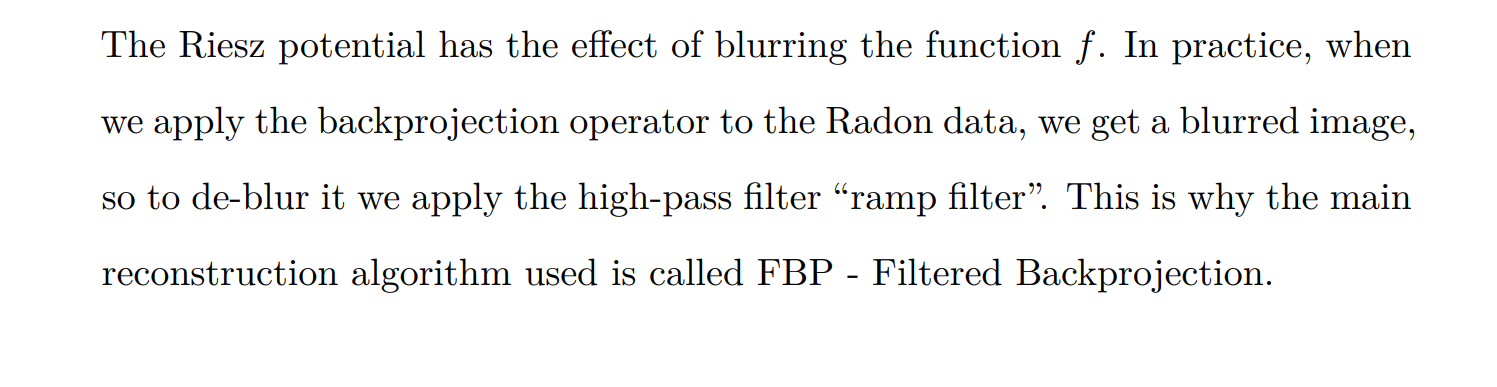 The Riesz potential has the effect of blurring the function f. In practice, when
we apply the backprojection operator to the Radon data, we get a blurred image,
so to de-blur it we apply the high-pass filter “ramp filter”. This is why the main
reconstruction algorithm used is called FBP - Filtered Backprojection.